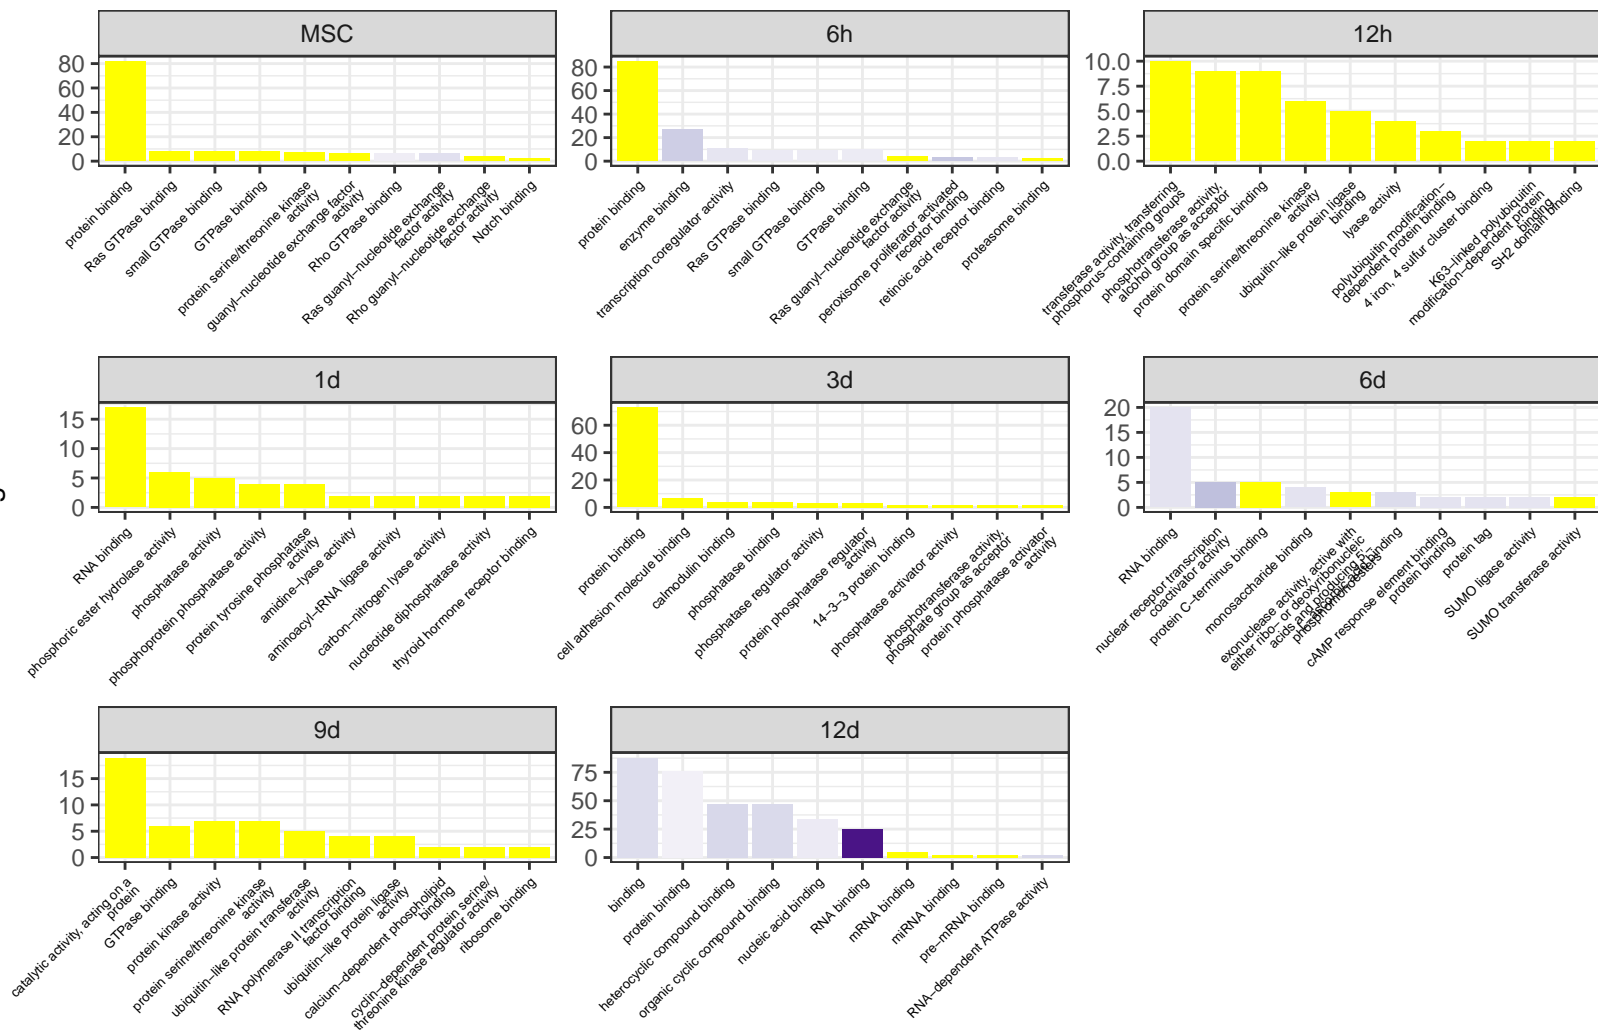 MSC
80
60
40
20
0
protein binding
Ras GTPase binding
small GTPase binding
GTPase binding
protein serine/threonine kinase
activity
guanyl−nucleotide exchange factor
activity
Rho GTPase binding
Ras guanyl−nucleotide exchange
factor activity
Rho guanyl−nucleotide exchange
factor activity
Notch binding
6h
80
60
40
20
0
protein binding
enzyme binding
transcription coregulator activity
Ras GTPase binding
small GTPase binding
GTPase binding
Ras guanyl−nucleotide exchange
factor activity
peroxisome proliferator activated
receptor binding
retinoic acid receptor binding
proteasome binding
12h
10.0
7.5
5.0
2.5
0.0
transferase activity, transferring
phosphorus−containing groups
phosphotransferase activity,
alcohol group as acceptor
protein domain specific binding
protein serine/threonine kinase
activity
ubiquitin−like protein ligase
binding
lyase activity
polyubiquitin modification−
dependent protein binding
4 iron, 4 sulfur cluster binding
K63−linked polyubiquitin
modification−dependent protein
binding
SH2 domain binding
1d
15
10
5
0
RNA binding
phosphoric ester hydrolase activity
phosphatase activity
phosphoprotein phosphatase activity
protein tyrosine phosphatase
activity
amidine−lyase activity
aminoacyl−tRNA ligase activity
carbon−nitrogen lyase activity
nucleotide diphosphatase activity
thyroid hormone receptor binding
3d
60
40
20
0
protein binding
cell adhesion molecule binding
calmodulin binding
phosphatase binding
phosphatase regulator activity
protein phosphatase regulator
activity
14−3−3 protein binding
phosphatase activator activity
phosphotransferase activity,
phosphate group as acceptor
protein phosphatase activator
activity
6d
20
15
10
5
0
RNA binding
nuclear receptor transcription
coactivator activity
protein C−terminus binding
monosaccharide binding
exonuclease activity, active with
either ribo− or deoxyribonucleic
acids and producing 5'−
phosphomonoesters
binding
cAMP response element binding
protein binding
protein tag
SUMO ligase activity
SUMO transferase activity
9d
15
10
5
0
catalytic activity, acting on a
protein
GTPase binding
protein kinase activity
protein serine/threonine kinase
activity
ubiquitin−like protein transferase
activity
RNA polymerase II transcription
factor binding
ubiquitin−like protein ligase
activity
calcium−dependent phospholipid
binding
cyclin−dependent protein serine/
threonine kinase regulator activity
ribosome binding
12d
75
50
25
0
binding
protein binding
heterocyclic compound binding
organic cyclic compound binding
nucleic acid binding
RNA binding
mRNA binding
miRNA binding
pre−mRNA binding
RNA−dependent ATPase activity